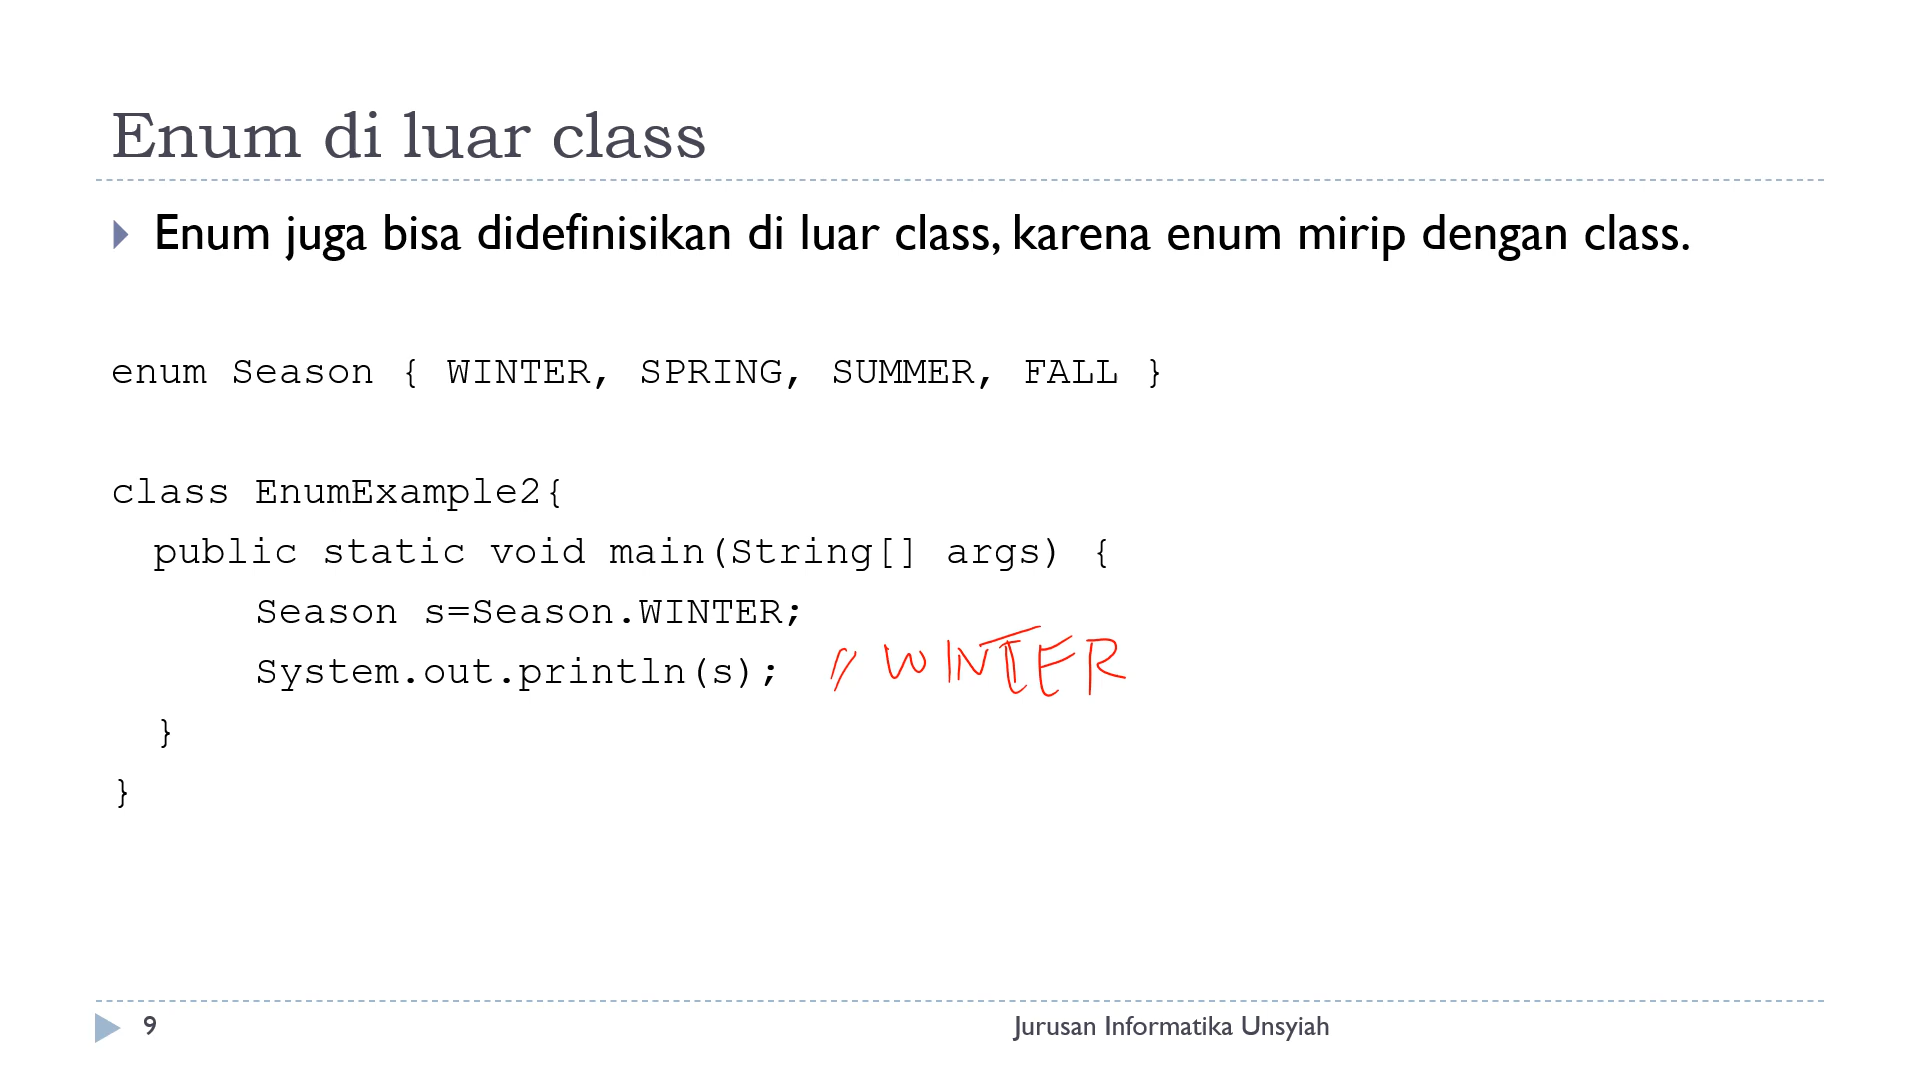 Enum di luar class
Enum juga bisa didefinisikan di luar class, karena enum mirip dengan class.
enum Season { WINTER, SPRING, SUMMER, FALL }
class EnumExample2{
public static void main(String[] args) {
Season s=Season.WINTER;
System.out.println(s); // WINTER
}
}
9 Jurusan Informatika Unsyiah